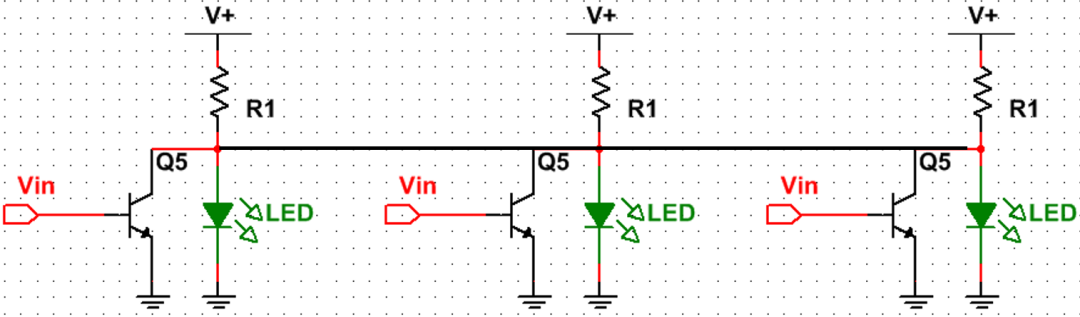 V+ V+ V+
R1 R1 R1
Q5 Q5 Q5
Vin Vin Vin
LED LED LED